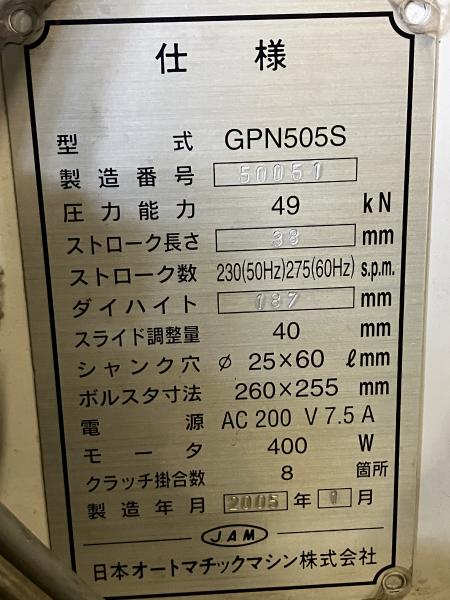 仕様
型式 GPN505S
製造番号 50051
圧力能力 49 kN
ストローク長さ 38 mm
ストローク数 230(50Hz)275(60Hz) s.p.m.
ダイハイト 187 mm
スライド調整量 40 mm
シャンク穴 ø 25×60 ℓmm
ボルスタ寸法 260×255 mm
電源 AC 200 V 7.5 A
モータ 400 W
クラッチ掛合数 8 箇所
製造年月 2005年 月
JAM
日本オートマチックマシン株式会社